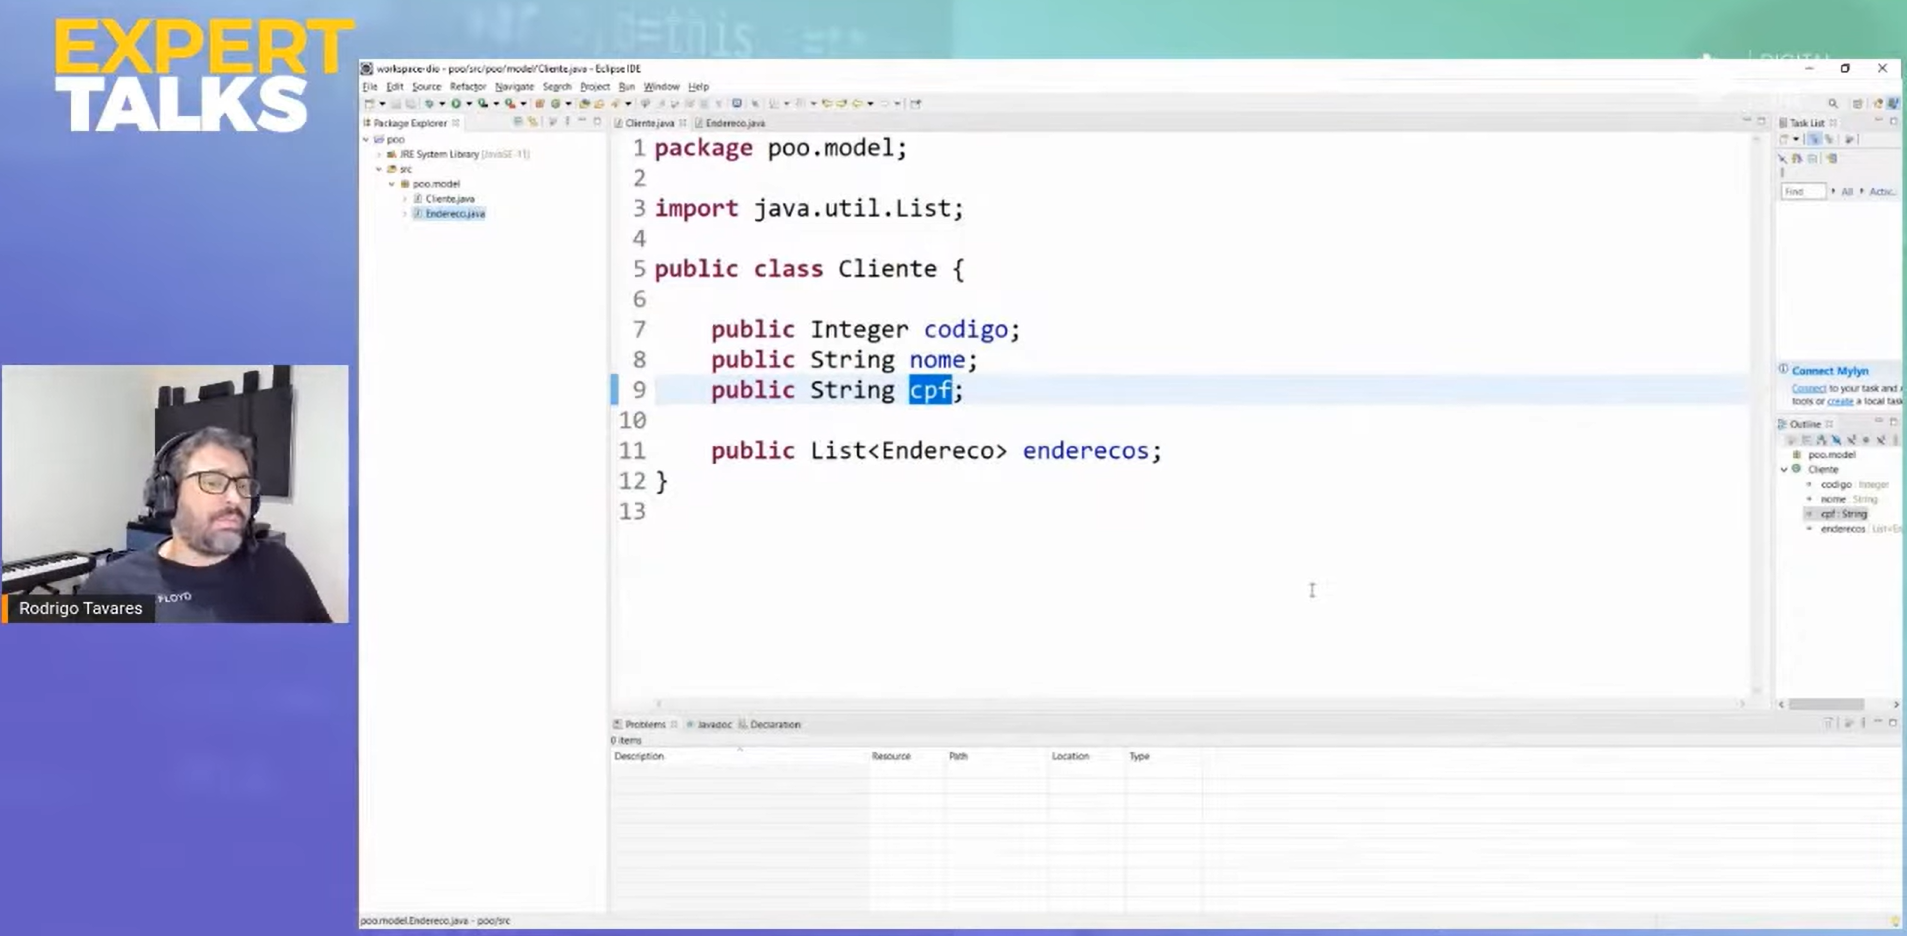 EXPERT
TALKS
workspace-dio - poo/src/poo/model/Cliente.java - Eclipse IDE
File Edit Source Refactor Navigate Search Project Run Window Help
Package Explorer
poo
JRE System Library [JavaSE-11]
src
poo.model
Cliente.java
Endereco.java
Cliente.java Endereco.java
1 package poo.model;
2
3 import java.util.List;
4
5 public class Cliente {
6
7 public Integer codigo;
8 public String nome;
9 public String cpf;
10
11 public List<Endereco> enderecos;
12 }
13
Task List
Find All Activ...
Connect Mylyn
Connect to your task and
tools or create a local task
Outline
poo.model
Cliente
codigo : Integer
nome : String
cpf : String
enderecos : List<En
Rodrigo Tavares
FLOYD
Problems Javadoc Declaration
0 items
Description Resource Path Location Type
poo.model.Endereco.java - poo/src